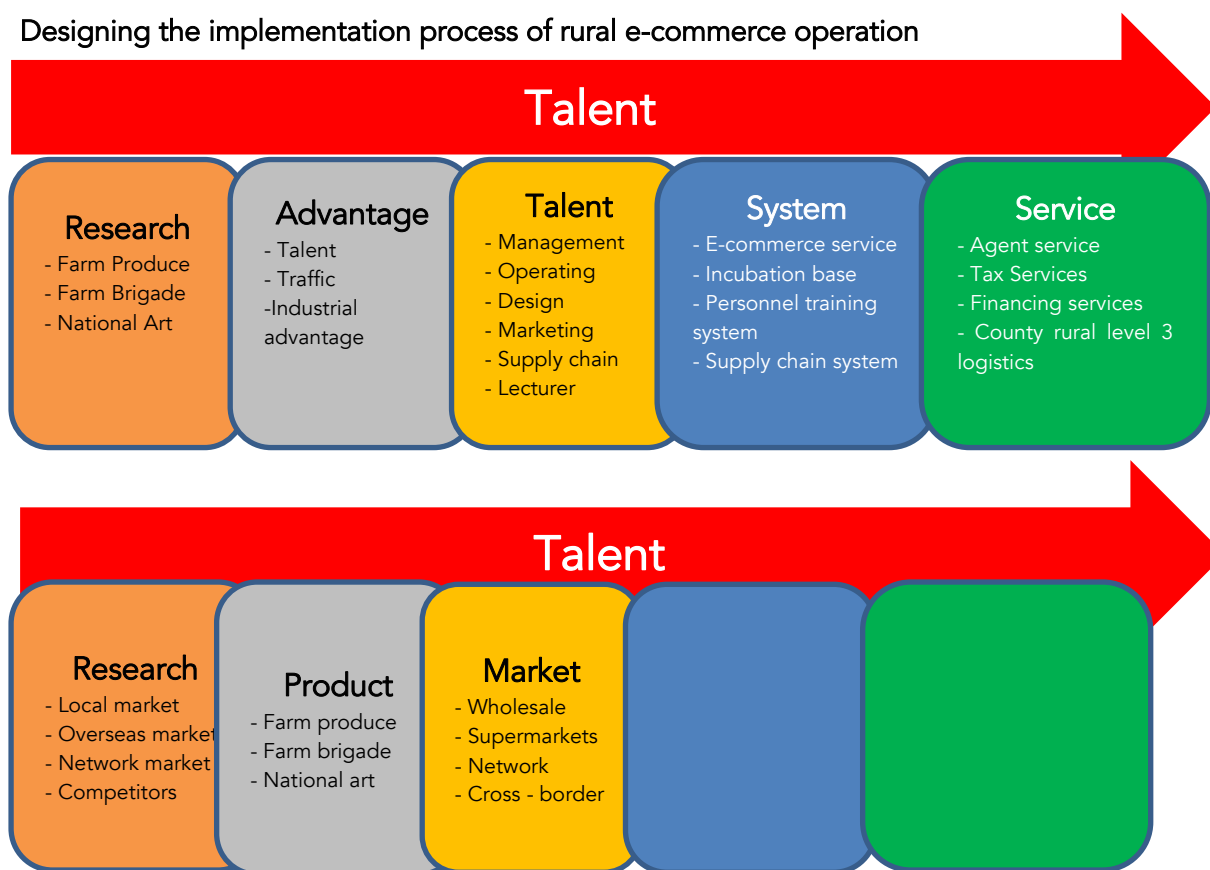 Designing the implementation process of rural e-commerce operation
Talent
Research
- Farm Produce
- Farm Brigade
- National Art
Advantage
- Talent
- Traffic
-Industrial
advantage
Talent
- Management
- Operating
- Design
- Marketing
- Supply chain
- Lecturer
System
- E-commerce service
- Incubation base
- Personnel training
system
- Supply chain system
Service
- Agent service
- Tax Services
- Financing services
- County rural level 3
logistics
Talent
Research
- Local market
- Overseas market
- Network market
- Competitors
Product
- Farm produce
- Farm brigade
- National art
Market
- Wholesale
- Supermarkets
- Network
- Cross - border